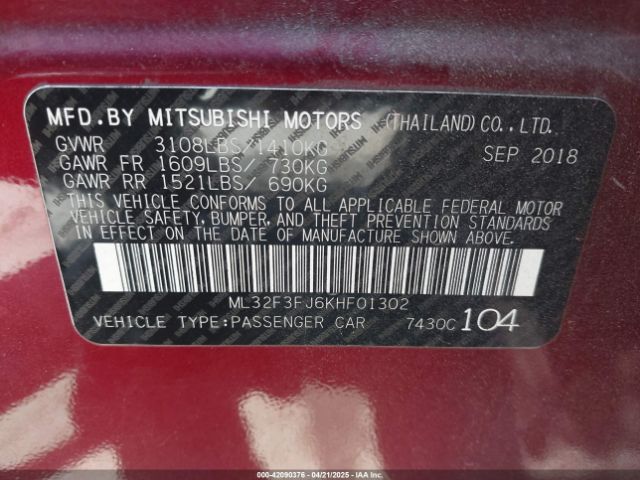 MFD.BY MITSUBISHI MOTORS (THAILAND)CO.,LTD.
GVWR 3108LBS/1410KG SEP 2018
GAWR FR 1609LBS/ 730KG
GAWR RR 1521LBS/ 690KG
THIS VEHICLE CONFORMS TO ALL APPLICABLE FEDERAL MOTOR
VEHICLE SAFETY, BUMPER, AND THEFT PREVENTION STANDARDS
IN EFFECT ON THE DATE OF MANUFACTURE SHOWN ABOVE.
ML32F3FJ6KHF01302
VEHICLE TYPE:PASSENGER CAR 7430C 104
000-42090376 - 04/21/2025 - IAAI.com